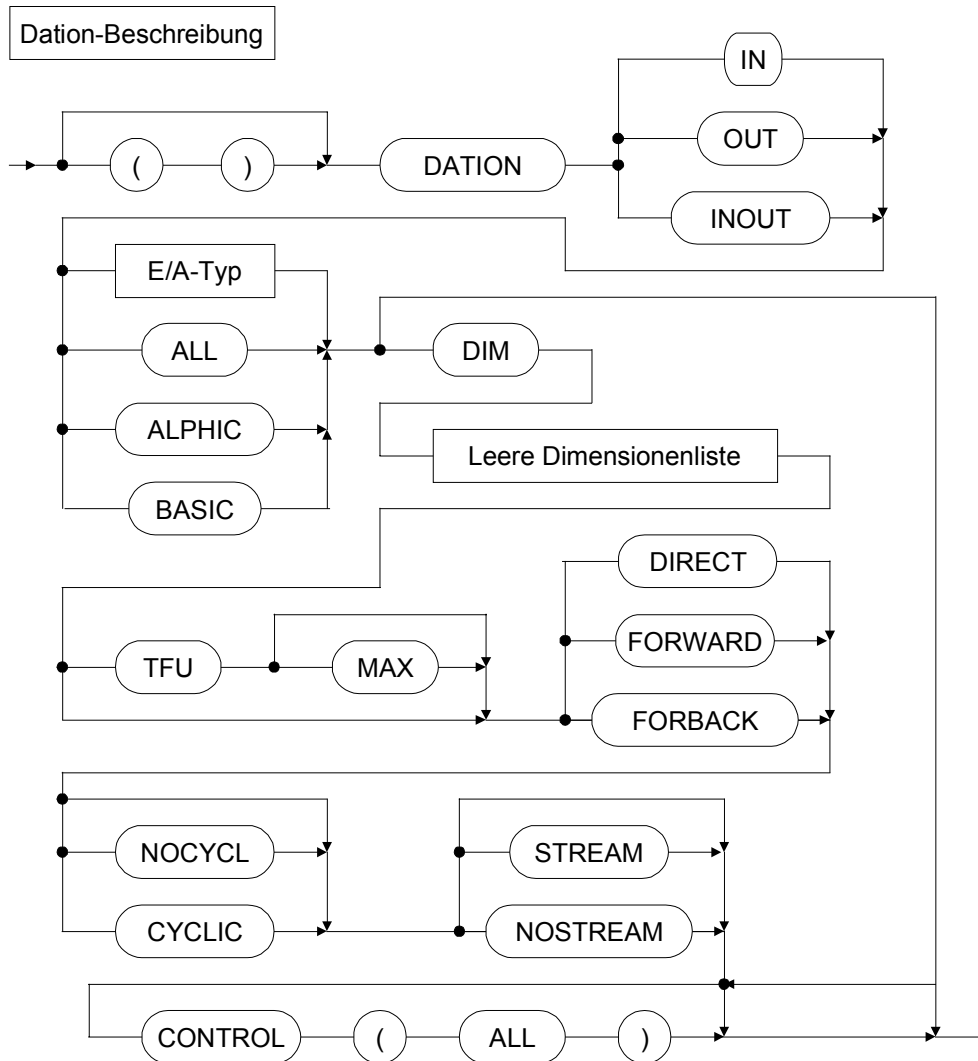 Dation-Beschreibung
IN
( ) DATION OUT
INOUT
E/A-Typ
ALL DIM
ALPHIC Leere Dimensionenliste
BASIC
DIRECT
TFU MAX FORWARD
FORBACK
NOCYCL STREAM
CYCLIC NOSTREAM
CONTROL ( ALL )